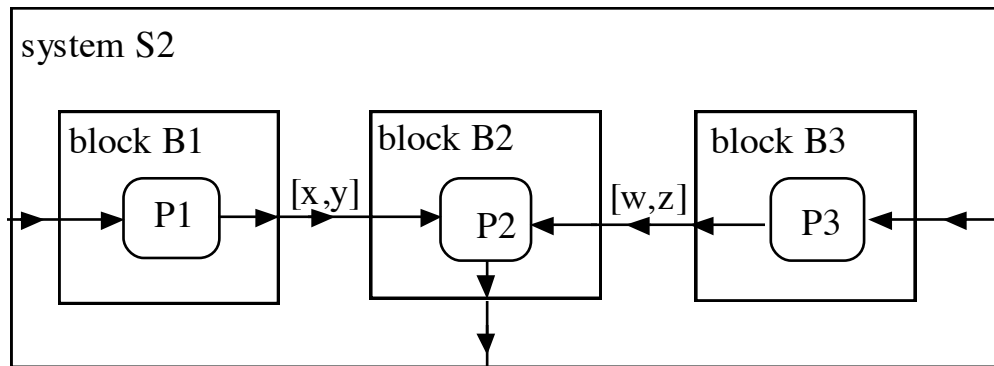 system S2
block B1
block B2
block B3
[x,y]
[w,z]
P1
P2
P3